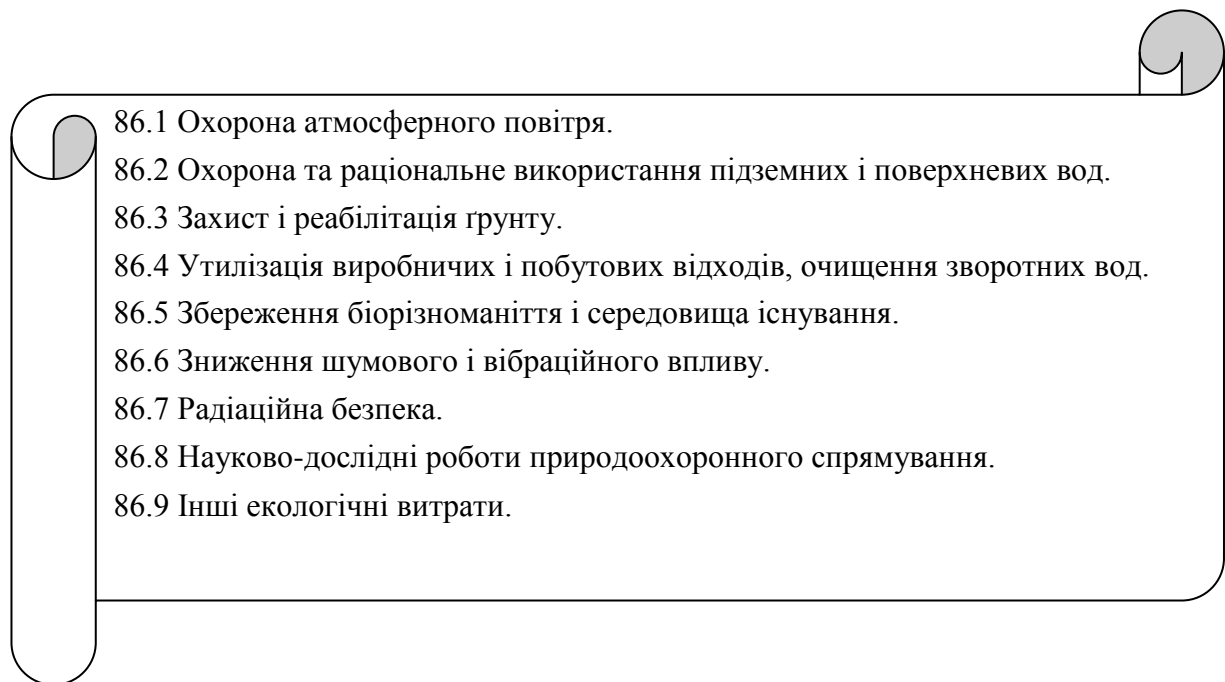 86.1 Охорона атмосферного повітря.
86.2 Охорона та раціональне використання підземних і поверхневих вод.
86.3 Захист і реабілітація ґрунту.
86.4 Утилізація виробничих і побутових відходів, очищення зворотних вод.
86.5 Збереження біорізноманіття і середовища існування.
86.6 Зниження шумового і вібраційного впливу.
86.7 Радіаційна безпека.
86.8 Науково-дослідні роботи природоохоронного спрямування.
86.9 Інші екологічні витрати.